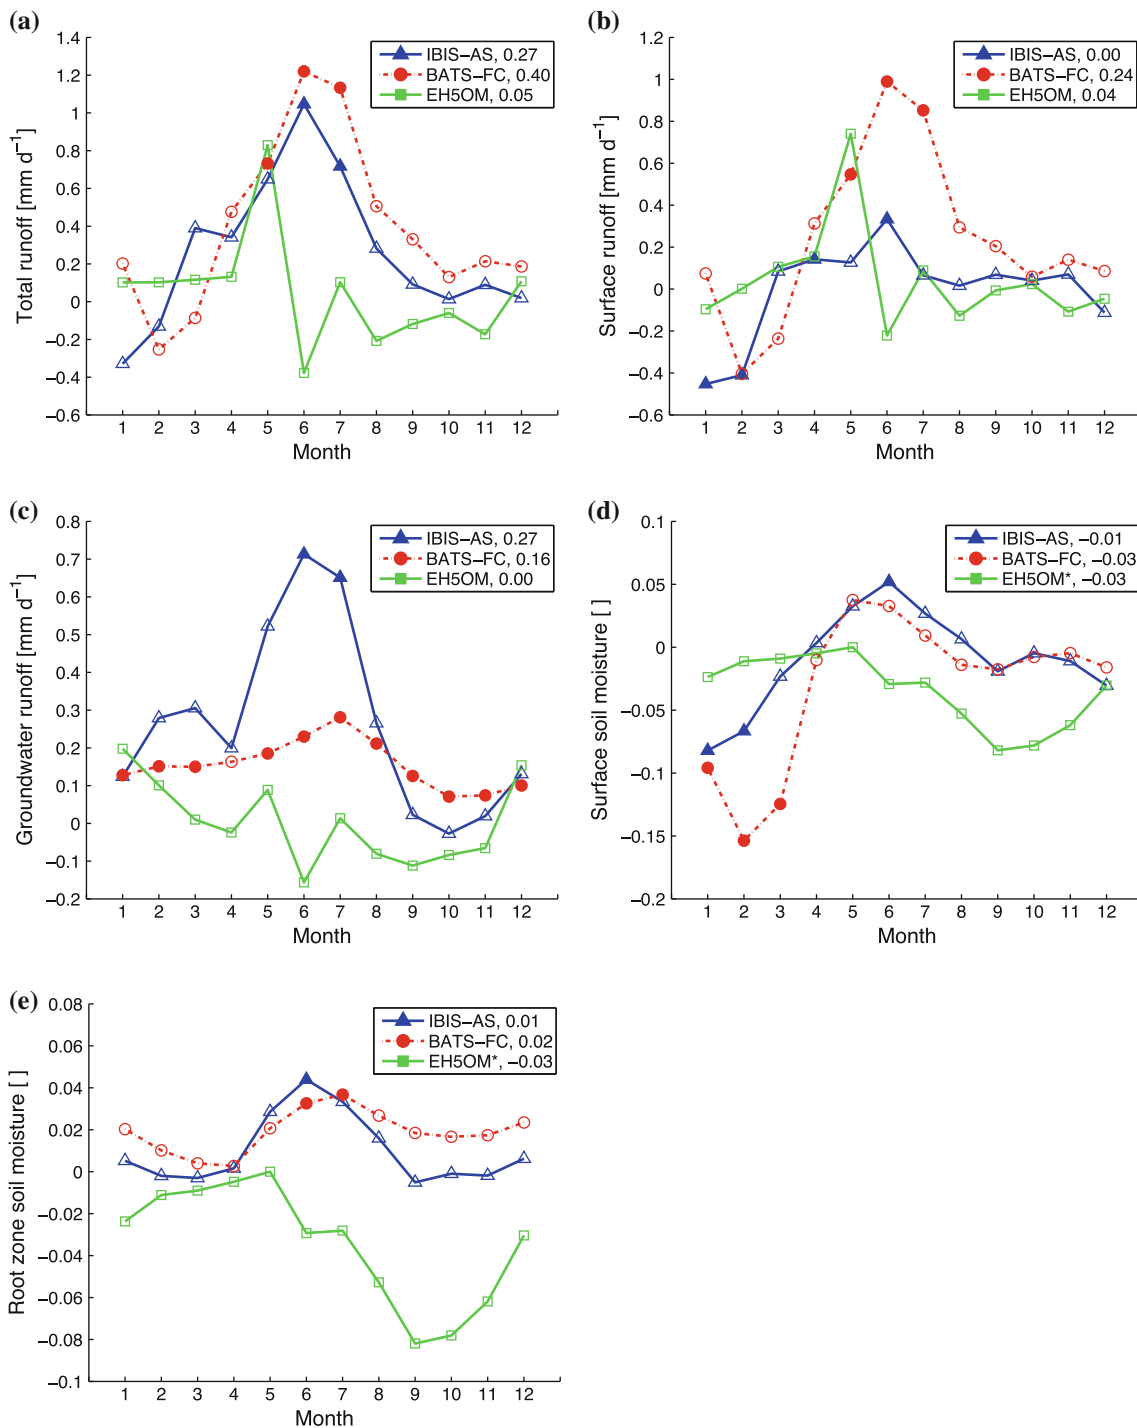 (a)
Total runoff [mm d⁻¹]
1.4
1.2
1
0.8
0.6
0.4
0.2
0
−0.2
−0.4
−0.6
IBIS−AS, 0.27
BATS−FC, 0.40
EH5OM, 0.05
1 2 3 4 5 6 7 8 9 10 11 12
Month
(b)
Surface runoff [mm d⁻¹]
1.2
1
0.8
0.6
0.4
0.2
0
−0.2
−0.4
−0.6
IBIS−AS, 0.00
BATS−FC, 0.24
EH5OM, 0.04
1 2 3 4 5 6 7 8 9 10 11 12
Month
(c)
Groundwater runoff [mm d⁻¹]
0.8
0.7
0.6
0.5
0.4
0.3
0.2
0.1
0
−0.1
−0.2
IBIS−AS, 0.27
BATS−FC, 0.16
EH5OM, 0.00
1 2 3 4 5 6 7 8 9 10 11 12
Month
(d)
Surface soil moisture [ ]
0.1
0.05
0
−0.05
−0.1
−0.15
−0.2
IBIS−AS, −0.01
BATS−FC, −0.03
EH5OM*, −0.03
1 2 3 4 5 6 7 8 9 10 11 12
Month
(e)
Root zone soil moisture [ ]
0.08
0.06
0.04
0.02
0
−0.02
−0.04
−0.06
−0.08
−0.1
IBIS−AS, 0.01
BATS−FC, 0.02
EH5OM*, −0.03
1 2 3 4 5 6 7 8 9 10 11 12
Month